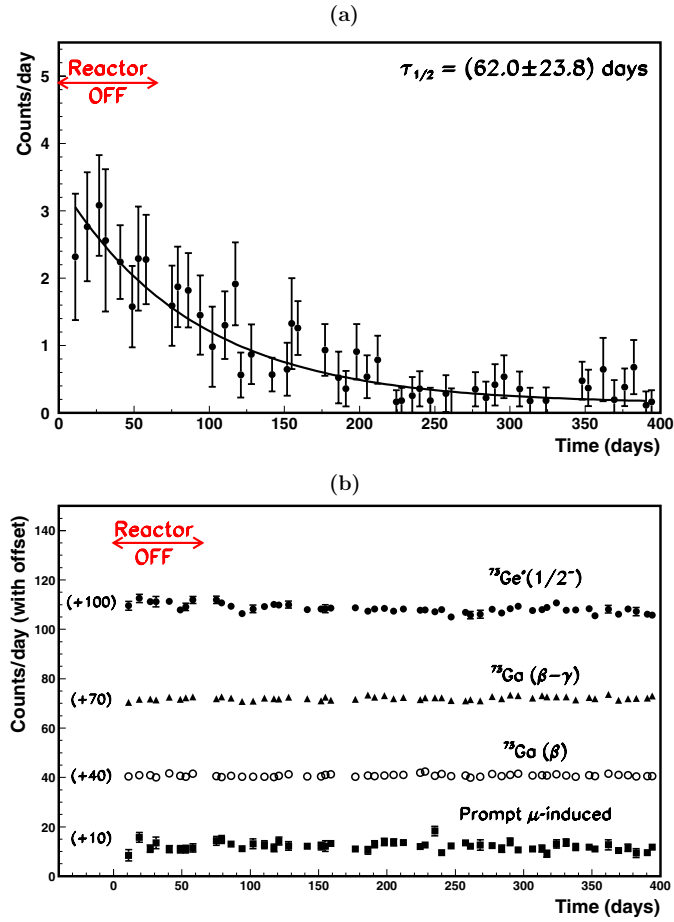 (a)
Counts/day
5
4
3
2
1
0
Reactor
OFF
τ1/2 = (62.0±23.8) days
0 50 100 150 200 250 300 350 400
Time (days)
(b)
Counts/day (with offset)
140
120
100
80
60
40
20
0
Reactor
OFF
(+100)
73Ge*(1/2-)
(+70)
73Ga (β-γ)
(+40)
73Ga (β)
(+10)
Prompt μ-induced
0 50 100 150 200 250 300 350 400
Time (days)